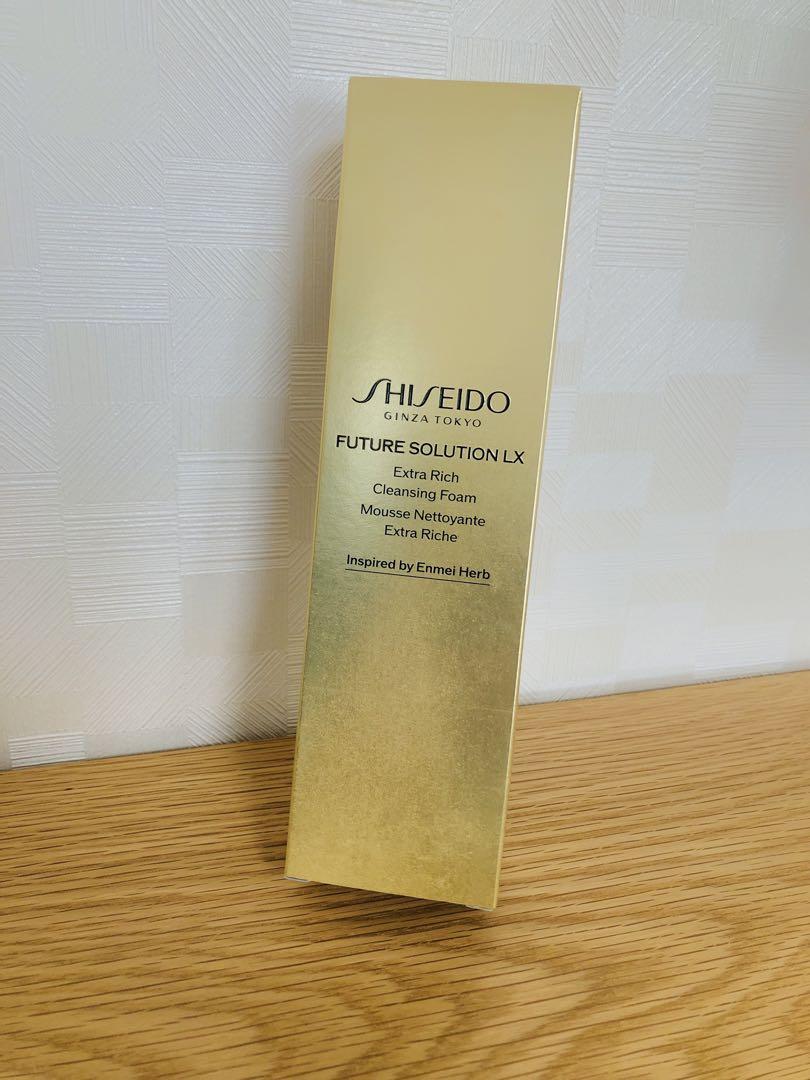 SHISEIDO
GINZA TOKYO
FUTURE SOLUTION LX
Extra Rich
Cleansing Foam
Mousse Nettoyante
Extra Riche
Inspired by Enmei Herb